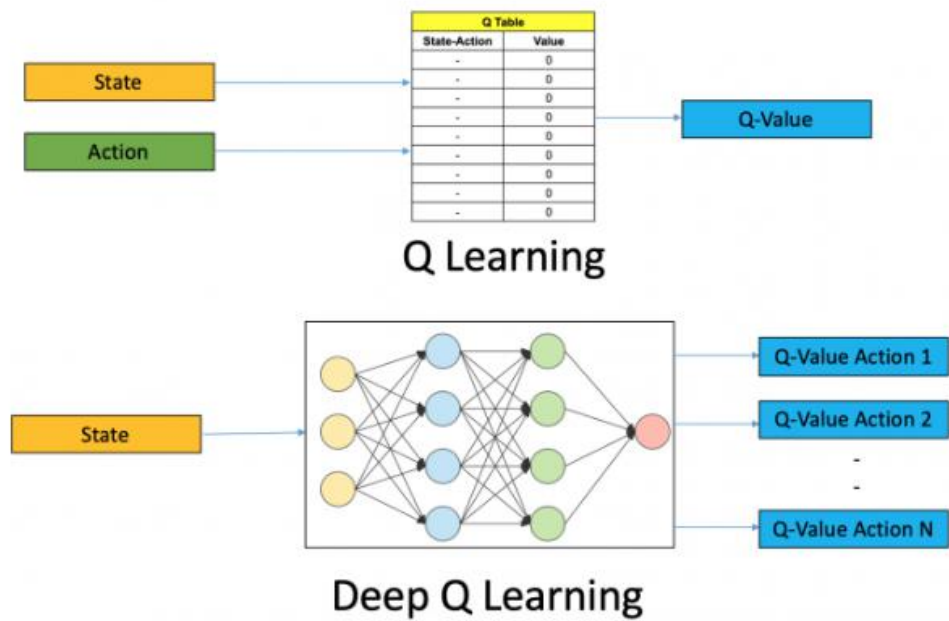 Q Table
State-Action Value
- 0
- 0
- 0
- 0
- 0
- 0
- 0
- 0
- 0
State
Action
Q-Value
Q Learning
State
Q-Value Action 1
Q-Value Action 2
-
-
Q-Value Action N
Deep Q Learning